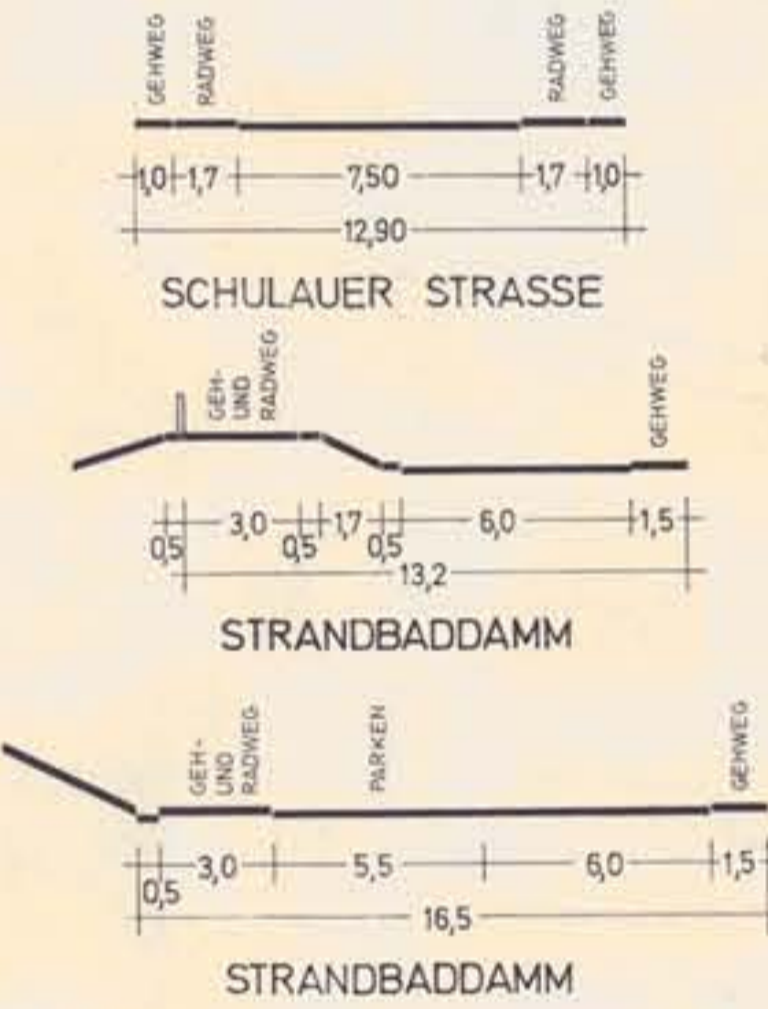 GEHWEG
RADWEG
RADWEG
GEHWEG
1,0 1,7 7,50 1,7 1,0
12,90
SCHULAUER STRASSE
GEH-
UND
RADWEG
GEHWEG
0,5 3,0 0,5 1,7 0,5 6,0 1,5
13,2
STRANDBADDAMM
GEH-
UND
RADWEG
PARKEN
GEHWEG
0,5 3,0 5,5 6,0 1,5
16,5
STRANDBADDAMM